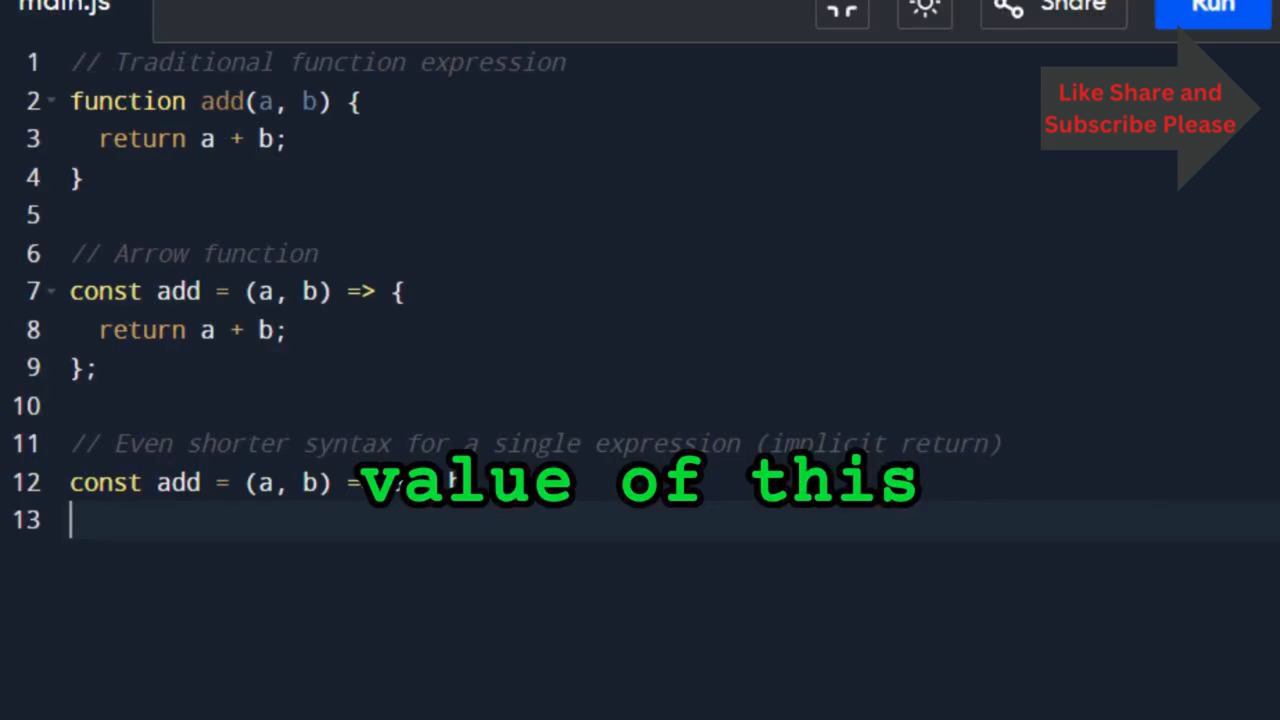 main.js
Share
Run
Like Share and
Subscribe Please
1 // Traditional function expression
2 function add(a, b) {
3 return a + b;
4 }
5
6 // Arrow function
7 const add = (a, b) => {
8 return a + b;
9 };
10
11 // Even shorter syntax for a single expression (implicit return)
12 const add = (a, b) =
value of this
13